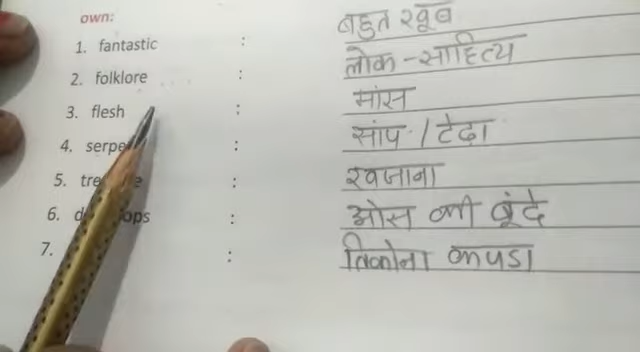 own:
1. fantastic : बहुत खूब
2. folklore : लोक-साहित्य
3. flesh : मांस
4. serpe : सांप / टेढा
5. tre e : खजाना
6. d ops : ओस की बूंदे
7. : तिकोना कपडा